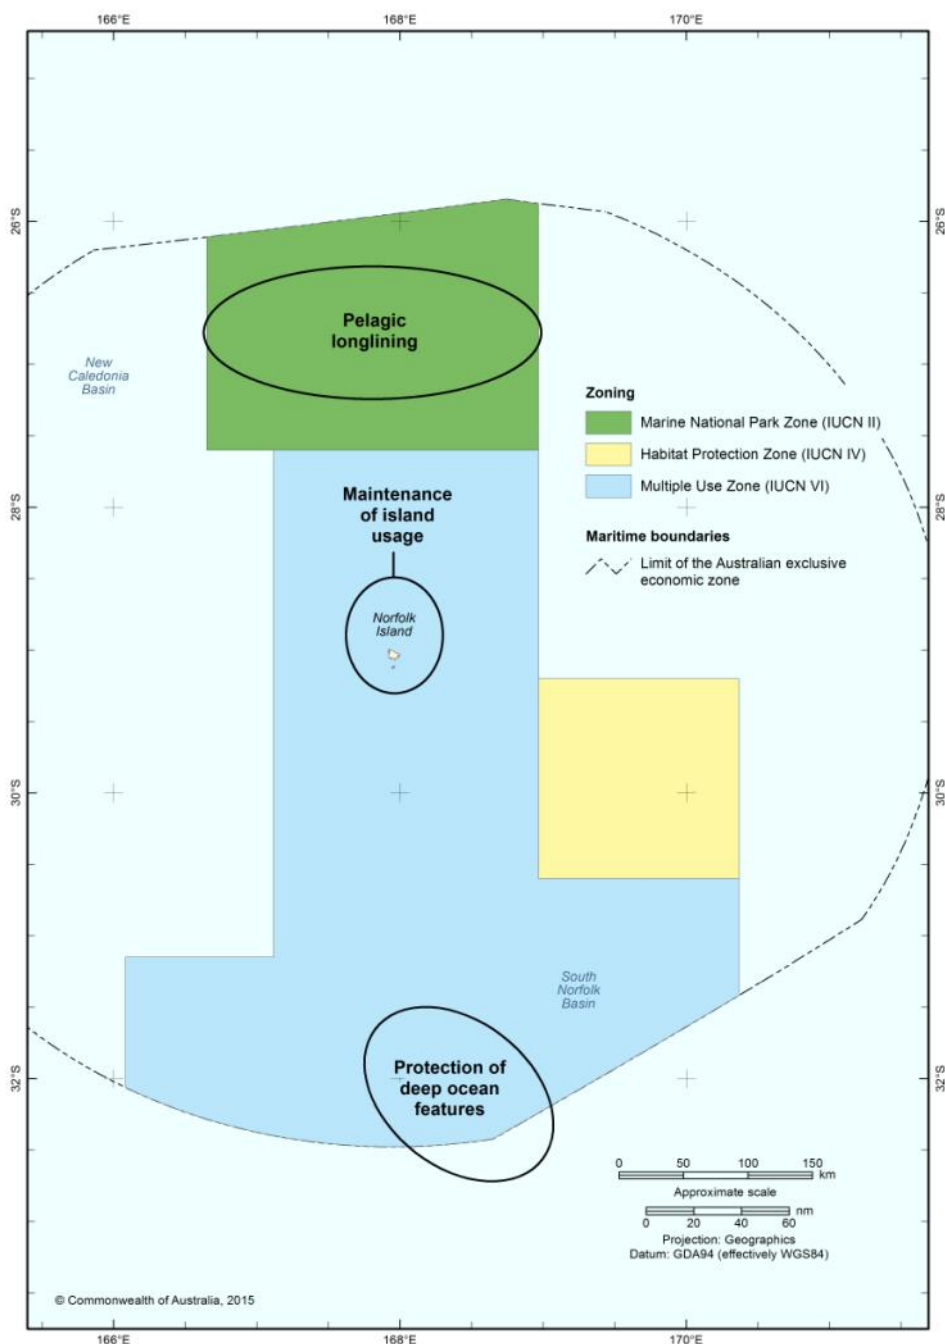 166°E
168°E
170°E
26°S
26°S
Pelagic
longlining
New
Caledonia
Basin
Zoning
Marine National Park Zone (IUCN II)
Habitat Protection Zone (IUCN IV)
Multiple Use Zone (IUCN VI)
Maritime boundaries
Limit of the Australian exclusive
economic zone
28°S
28°S
Maintenance
of island
usage
Norfolk
Island
30°S
30°S
South
Norfolk
Basin
32°S
32°S
Protection of
deep ocean
features
0 50 100 150
km
Approximate scale
nm
0 20 40 60
Projection: Geographics
Datum: GDA94 (effectively WGS84)
© Commonwealth of Australia, 2015
166°E
168°E
170°E